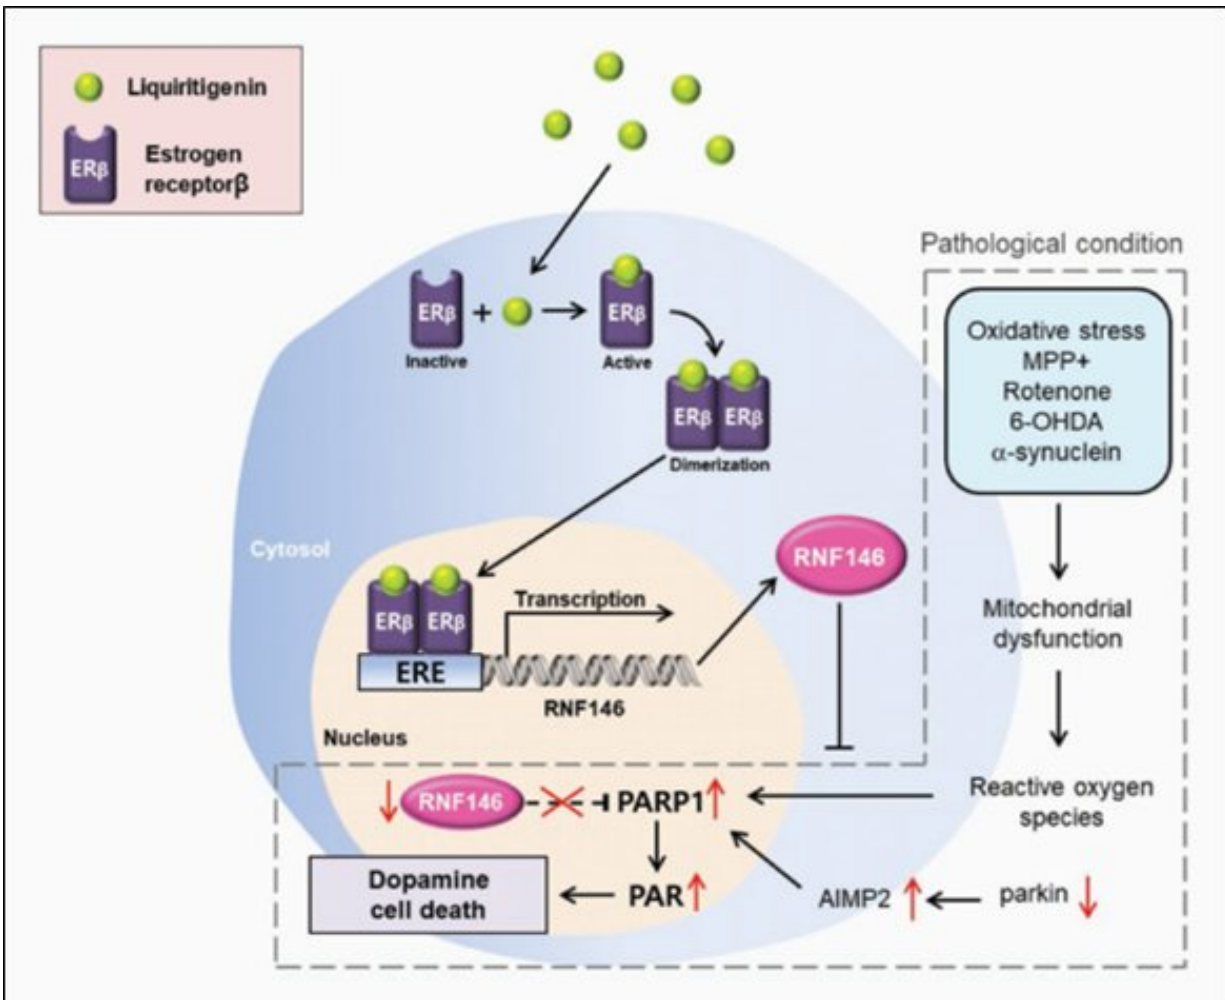 Liquiritigenin
ERβ
Estrogen
receptorβ
Pathological condition
ERβ
+
ERβ
Inactive
Active
ERβ
ERβ
Dimerization
Oxidative stress
MPP+
Rotenone
6-OHDA
α-synuclein
Cytosol
RNF146
ERβ
ERβ
Transcription
ERE
RNF146
Nucleus
Mitochondrial
dysfunction
Reactive oxygen
species
RNF146
PARP1
PAR
Dopamine
cell death
AIMP2
parkin